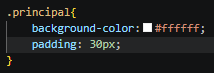 .principal{
background-color: #ffffff;
padding: 30px;
}